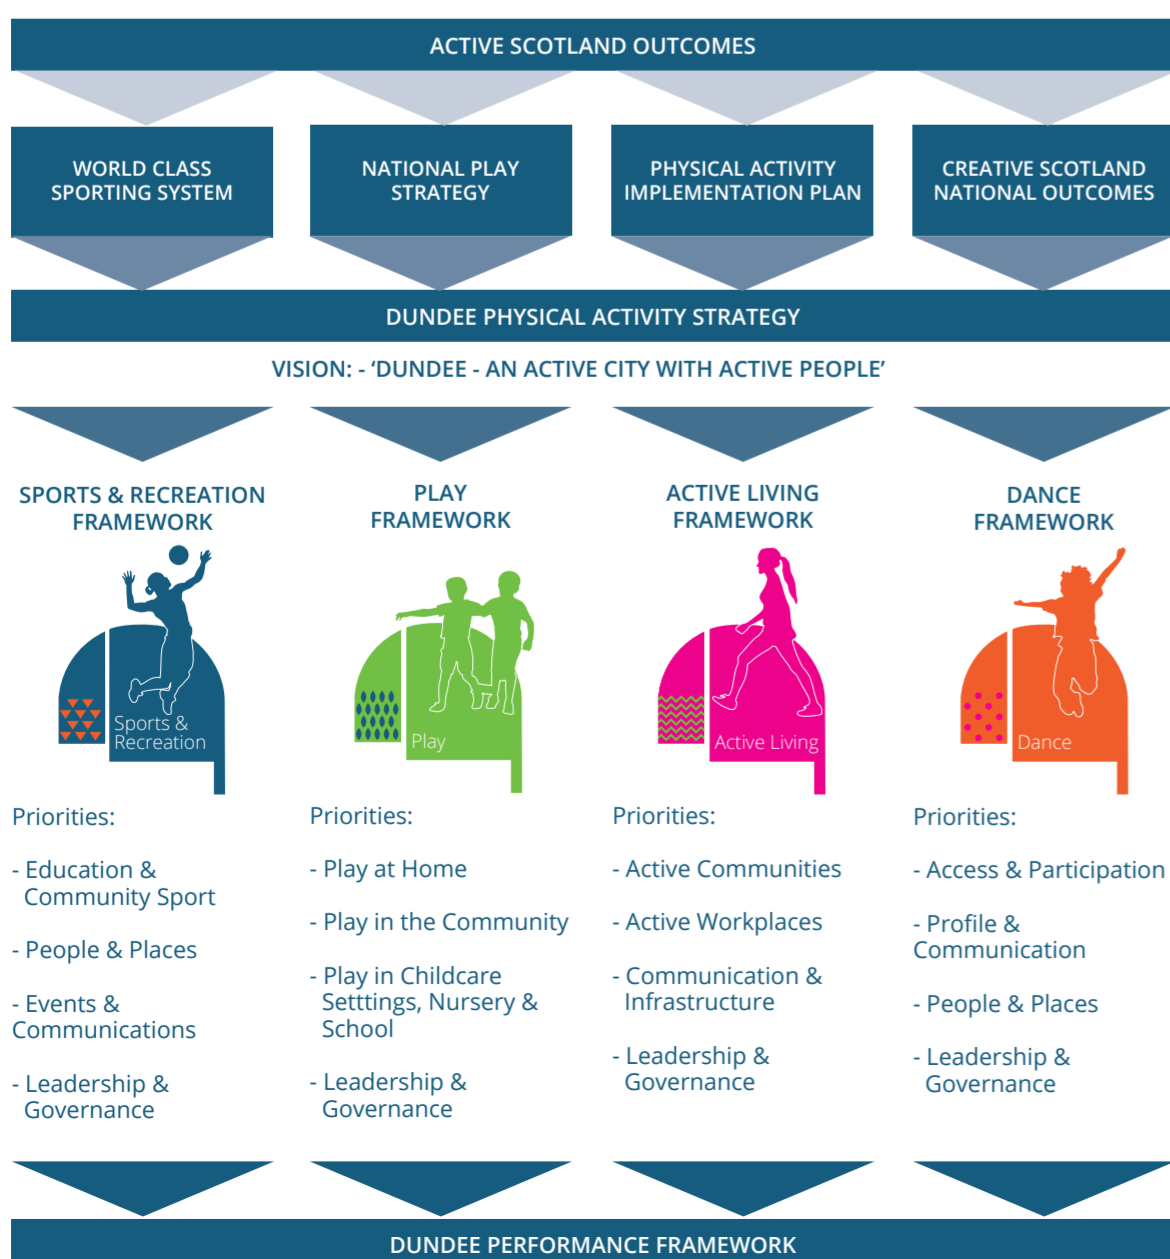 ACTIVE SCOTLAND OUTCOMES
WORLD CLASS
SPORTING SYSTEM
NATIONAL PLAY
STRATEGY
PHYSICAL ACTIVITY
IMPLEMENTATION PLAN
CREATIVE SCOTLAND
NATIONAL OUTCOMES
DUNDEE PHYSICAL ACTIVITY STRATEGY
VISION: - ‘DUNDEE - AN ACTIVE CITY WITH ACTIVE PEOPLE’
SPORTS & RECREATION
FRAMEWORK
Sports &
Recreation
Priorities:
- Education &
Community Sport
- People & Places
- Events &
Communications
- Leadership &
Governance
PLAY
FRAMEWORK
Play
Priorities:
- Play at Home
- Play in the Community
- Play in Childcare
Setttings, Nursery &
School
- Leadership &
Governance
ACTIVE LIVING
FRAMEWORK
Active Living
Priorities:
- Active Communities
- Active Workplaces
- Communication &
Infrastructure
- Leadership &
Governance
DANCE
FRAMEWORK
Dance
Priorities:
- Access & Participation
- Profile &
Communication
- People & Places
- Leadership &
Governance
DUNDEE PERFORMANCE FRAMEWORK